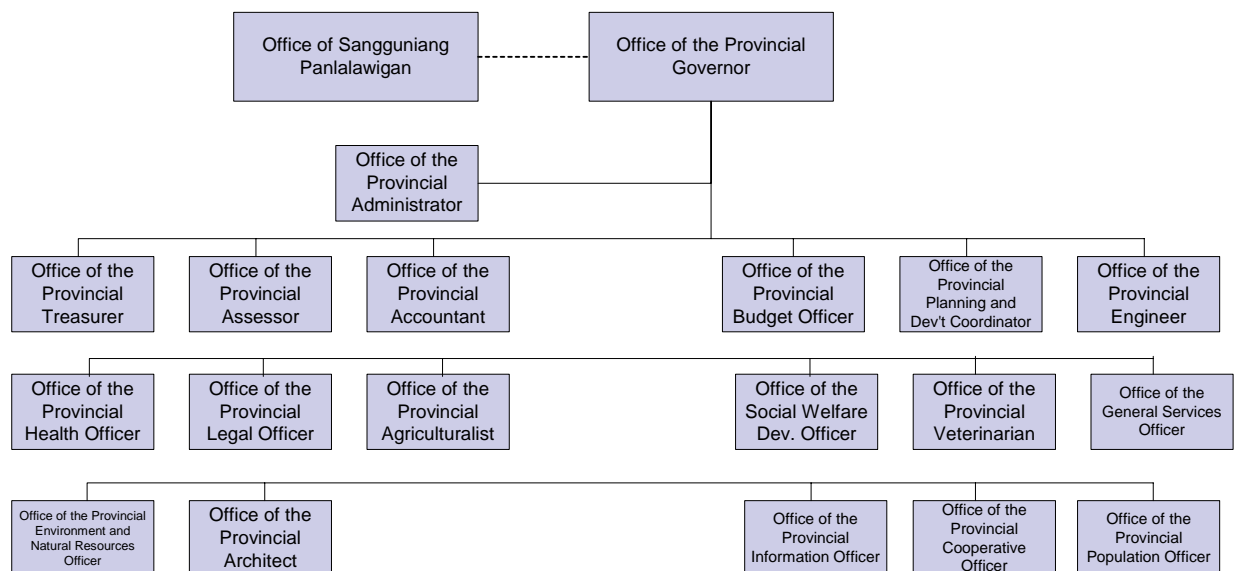 Office of Sangguniang
Panlalawigan
Office of the Provincial
Governor
Office of the
Provincial
Administrator
Office of the
Provincial
Treasurer
Office of the
Provincial
Assessor
Office of the
Provincial
Accountant
Office of the
Provincial
Budget Officer
Office of the
Provincial
Planning and
Dev't Coordinator
Office of the
Provincial
Engineer
Office of the
Provincial
Health Officer
Office of the
Provincial
Legal Officer
Office of the
Provincial
Agriculturalist
Office of the
Social Welfare
Dev. Officer
Office of the
Provincial
Veterinarian
Office of the
General Services
Officer
Office of the Provincial
Environment and
Natural Resources
Officer
Office of the
Provincial
Architect
Office of the
Provincial
Information Officer
Office of the
Provincial
Cooperative
Officer
Office of the
Provincial
Population Officer